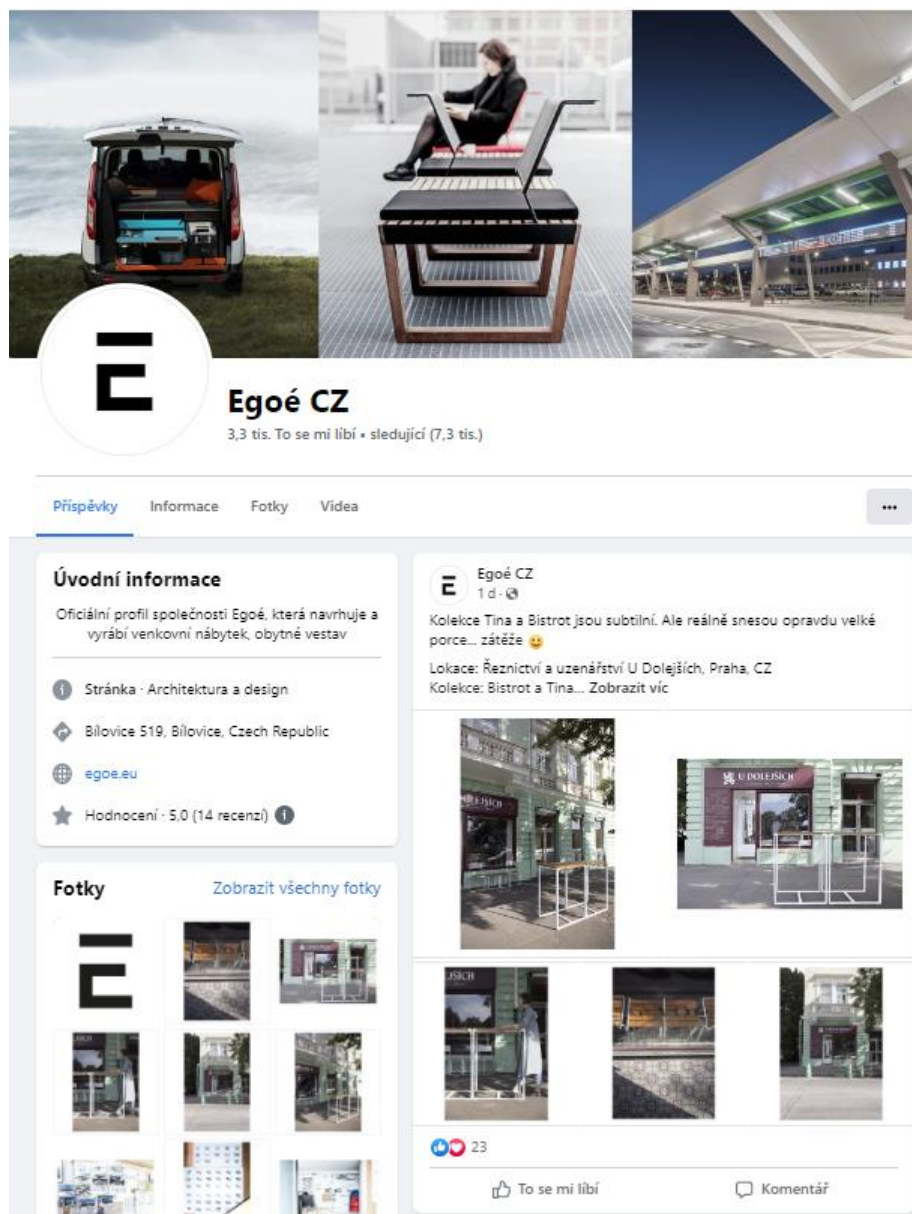 Egoé CZ
3,3 tis. To se mi líbí • sledující (7,3 tis.)
Příspěvky Informace Fotky Videa
Úvodní informace
Oficiální profil společnosti Egoé, která navrhuje a
vyrábí venkovní nábytek, obytné vestav
Stránka · Architektura a design
Bílovice 519, Bílovice, Czech Republic
egoe.eu
Hodnocení · 5,0 (14 recenzí)
Fotky Zobrazit všechny fotky
Egoé CZ
1 d ·
Kolekce Tina a Bistrot jsou subtilní. Ale reálně snesou opravdu velké
porce... zátěže 😀
Lokace: Řeznictví a uzenářství U Dolejších, Praha, CZ
Kolekce: Bistrot a Tina... Zobrazit víc
OLEJŠÍCH
U DOLEJŠÍCH
JŠÍCH
23
To se mi líbí Komentář